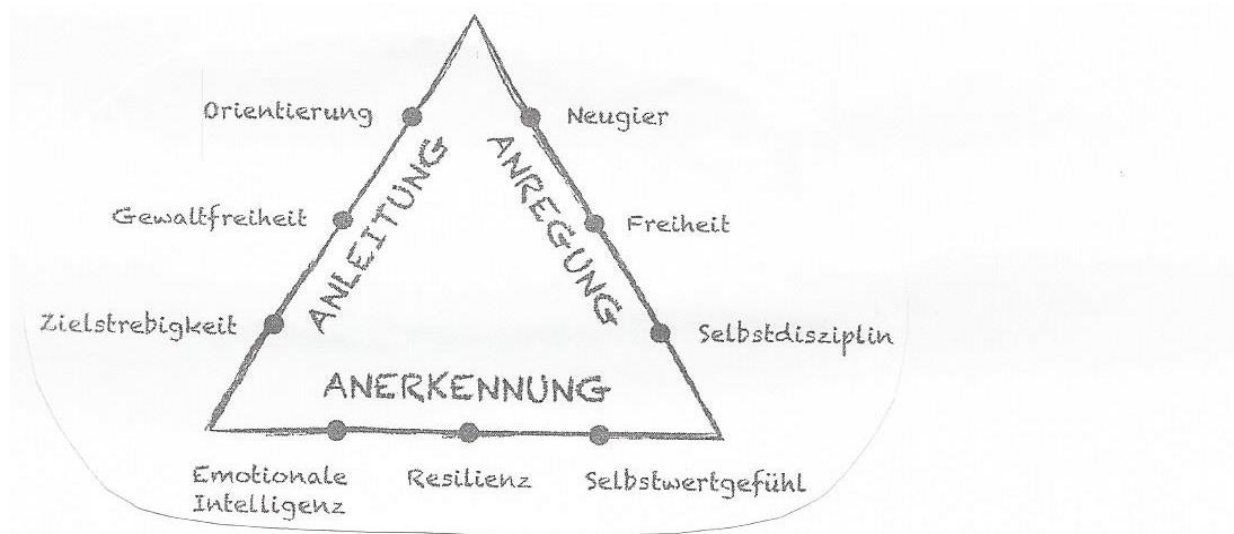 Orientierung
Neugier
ANLEITUNG
ANREGUNG
Gewaltfreiheit
Freiheit
Zielstrebigkeit
Selbstdisziplin
ANERKENNUNG
Emotionale
Intelligenz
Resilienz
Selbstwertgefühl